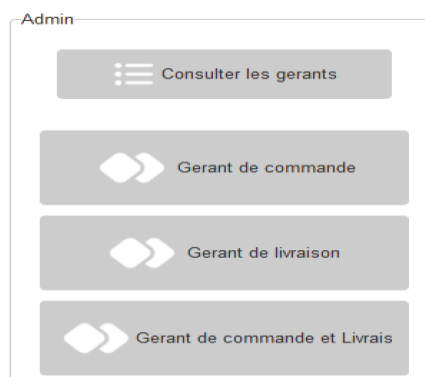 Admin
Consulter les gerants
Gerant de commande
Gerant de livraison
Gerant de commande et Livrais